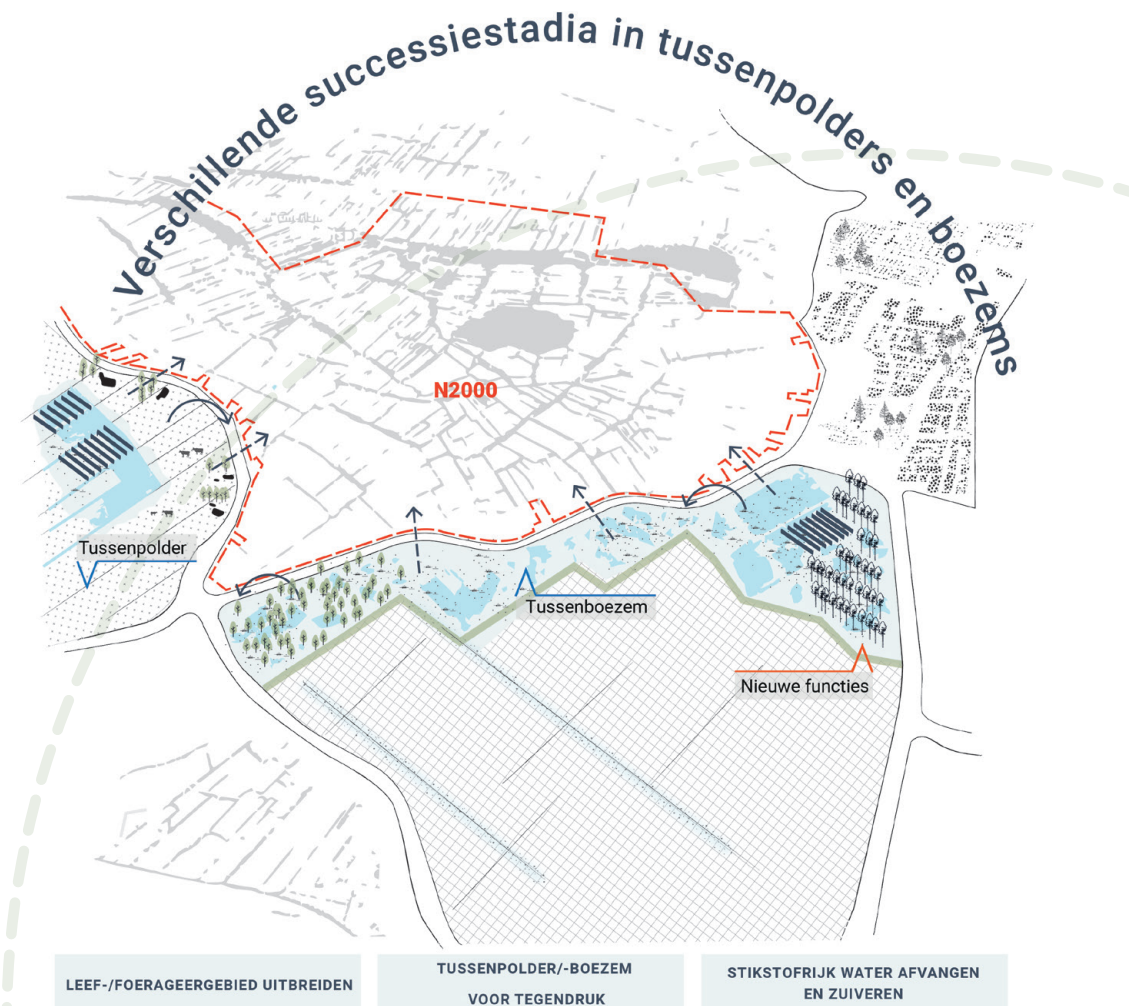 Verschillende successiestadia in tussenpolders en boezems
N2000
Tussenpolder
Tussenboezem
Nieuwe functies
LEEF-/FOERAGEERGEBIED UITBREIDEN
TUSSENPOLDER/-BOEZEM
VOOR TEGENDRUK
STIKSTOFRIJK WATER AFVANGEN
EN ZUIVEREN